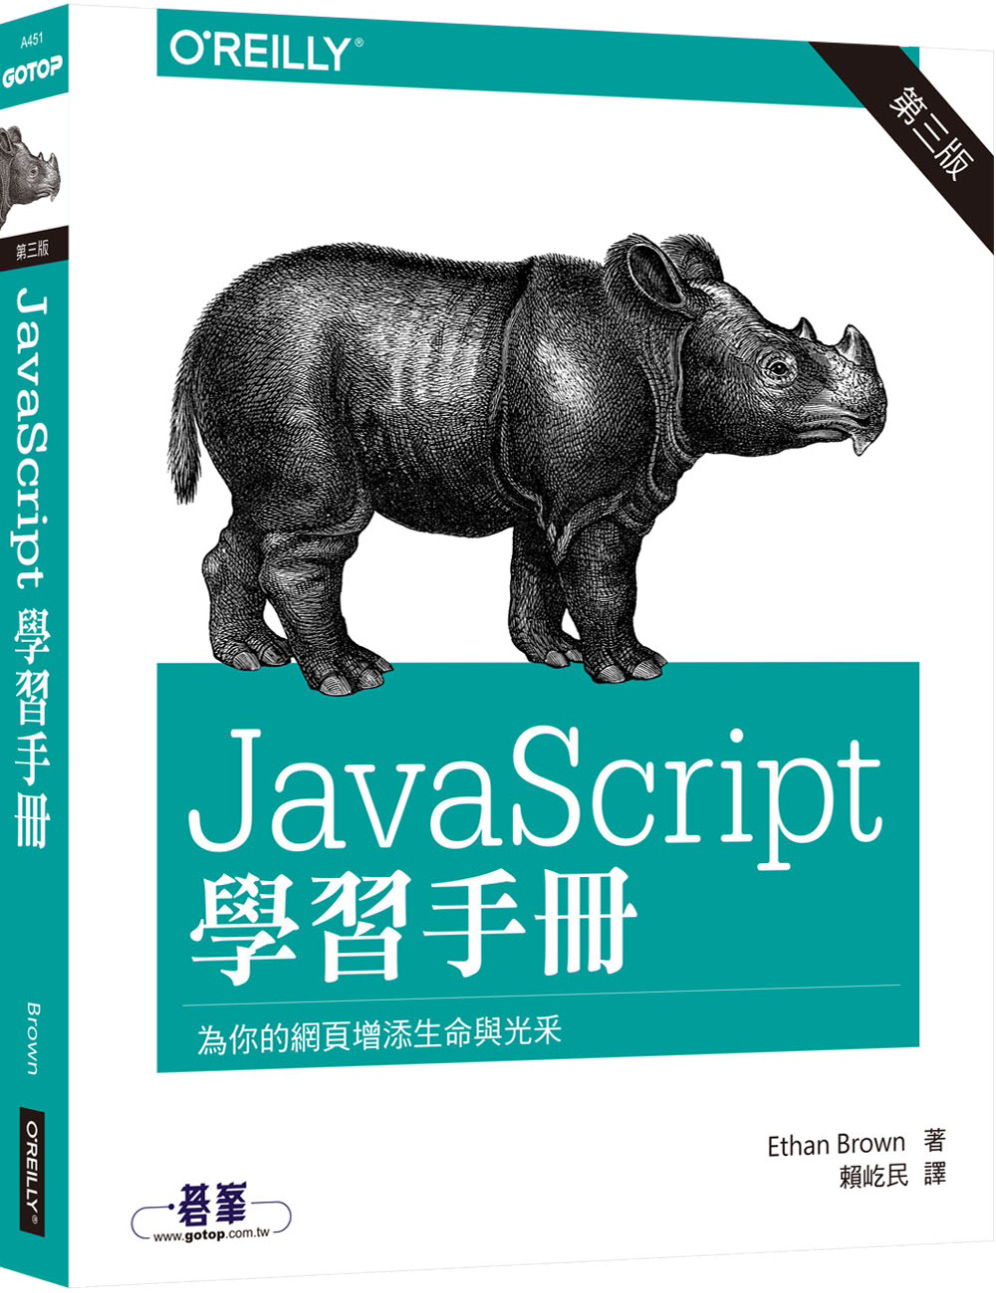 A451
GOTOP
第三版
JavaScript 學習手冊
Brown
O'REILLY®
O'REILLY®
第三版
JavaScript
學習手冊
為你的網頁增添生命與光采
Ethan Brown 著
賴屹民 譯
碁峯
www.gotop.com.tw